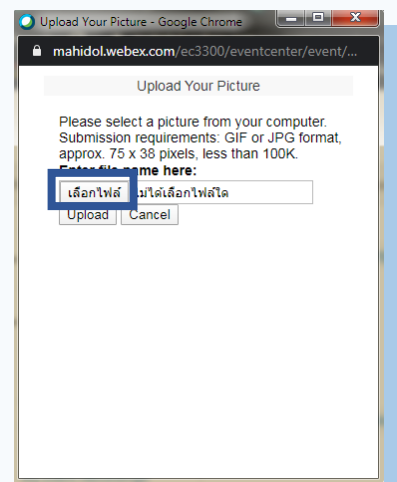 Upload Your Picture - Google Chrome
mahidol.webex.com/ec3300/eventcenter/event/...
Upload Your Picture
Please select a picture from your computer.
Submission requirements: GIF or JPG format,
approx. 75 x 38 pixels, less than 100K.
Enter file name here:
เลือกไฟล์ ไม่ได้เลือกไฟล์ใด
Upload Cancel